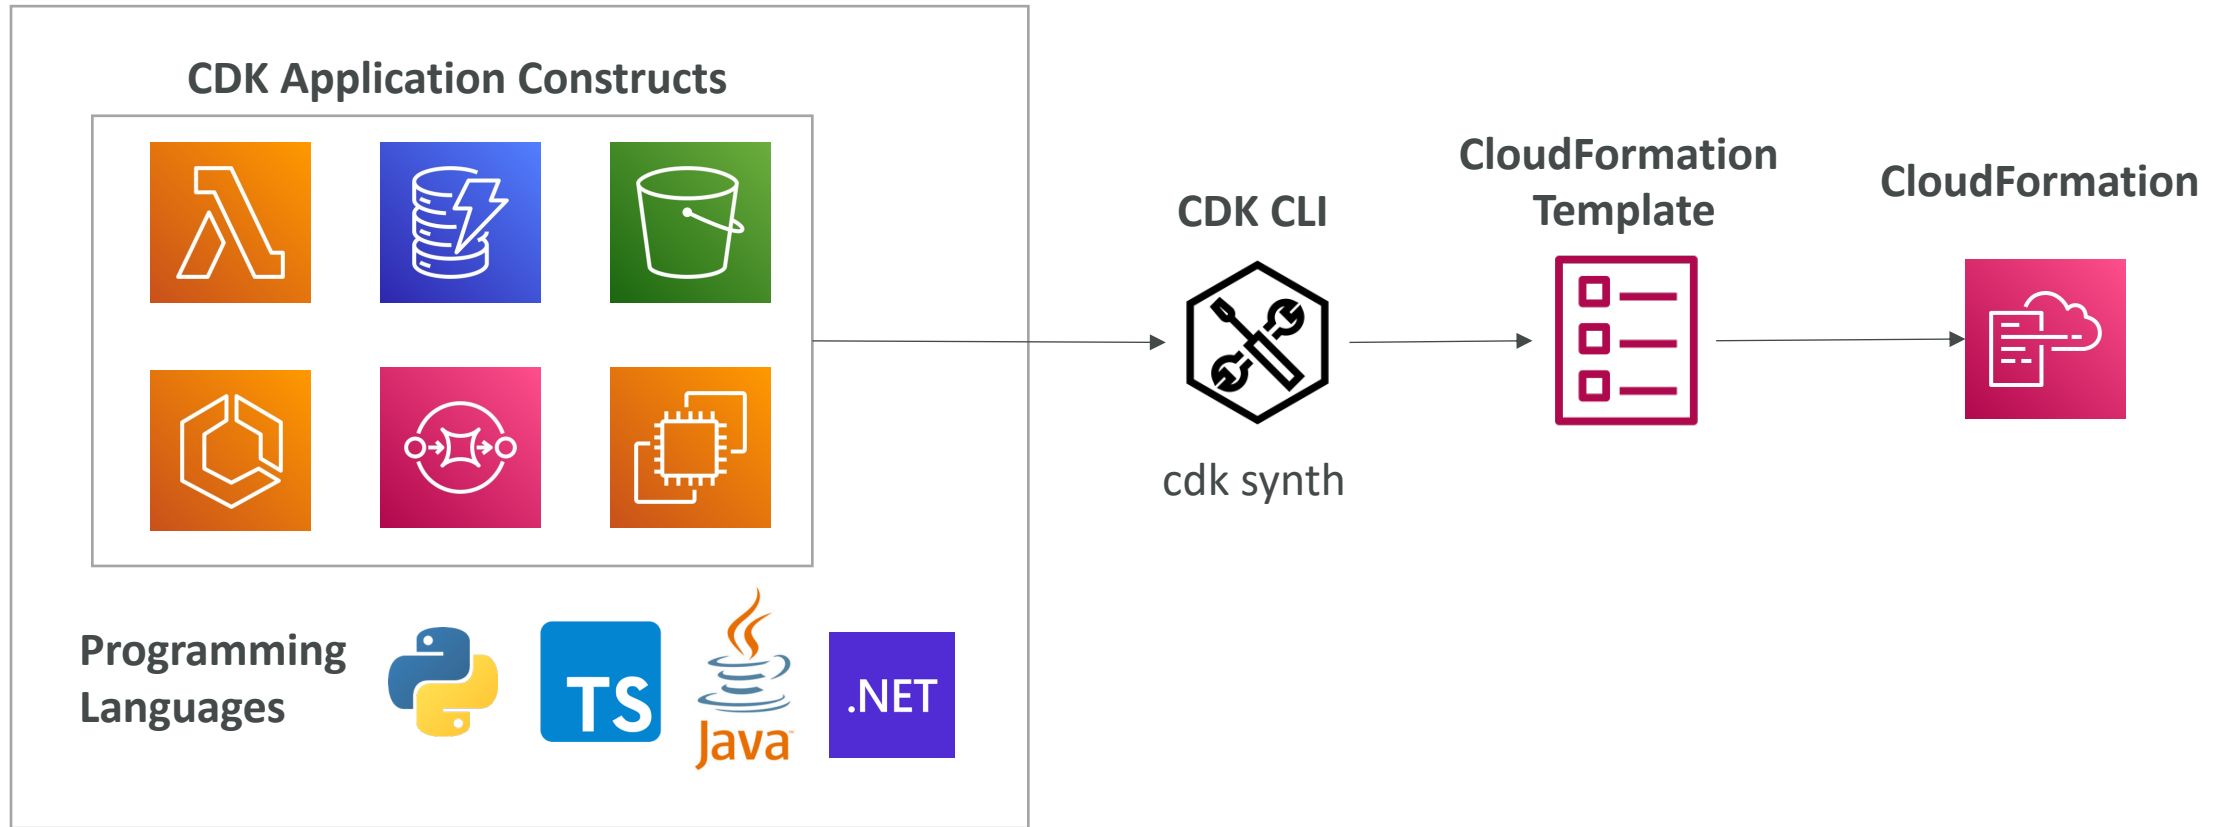 CDK Application Constructs
CDK CLI
cdk synth
CloudFormation
Template
CloudFormation
Programming
Languages
TS
Java
.NET